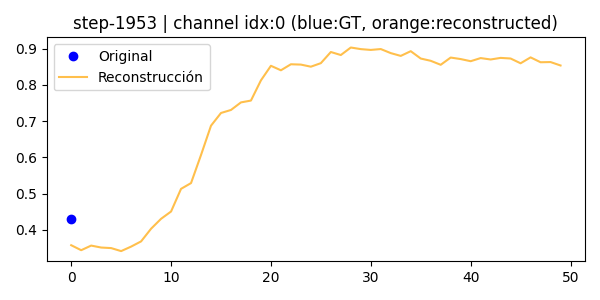 step-1953 | channel idx:0 (blue:GT, orange:reconstructed)
Original
Reconstrucción
0.9
0.8
0.7
0.6
0.5
0.4
0 10 20 30 40 50